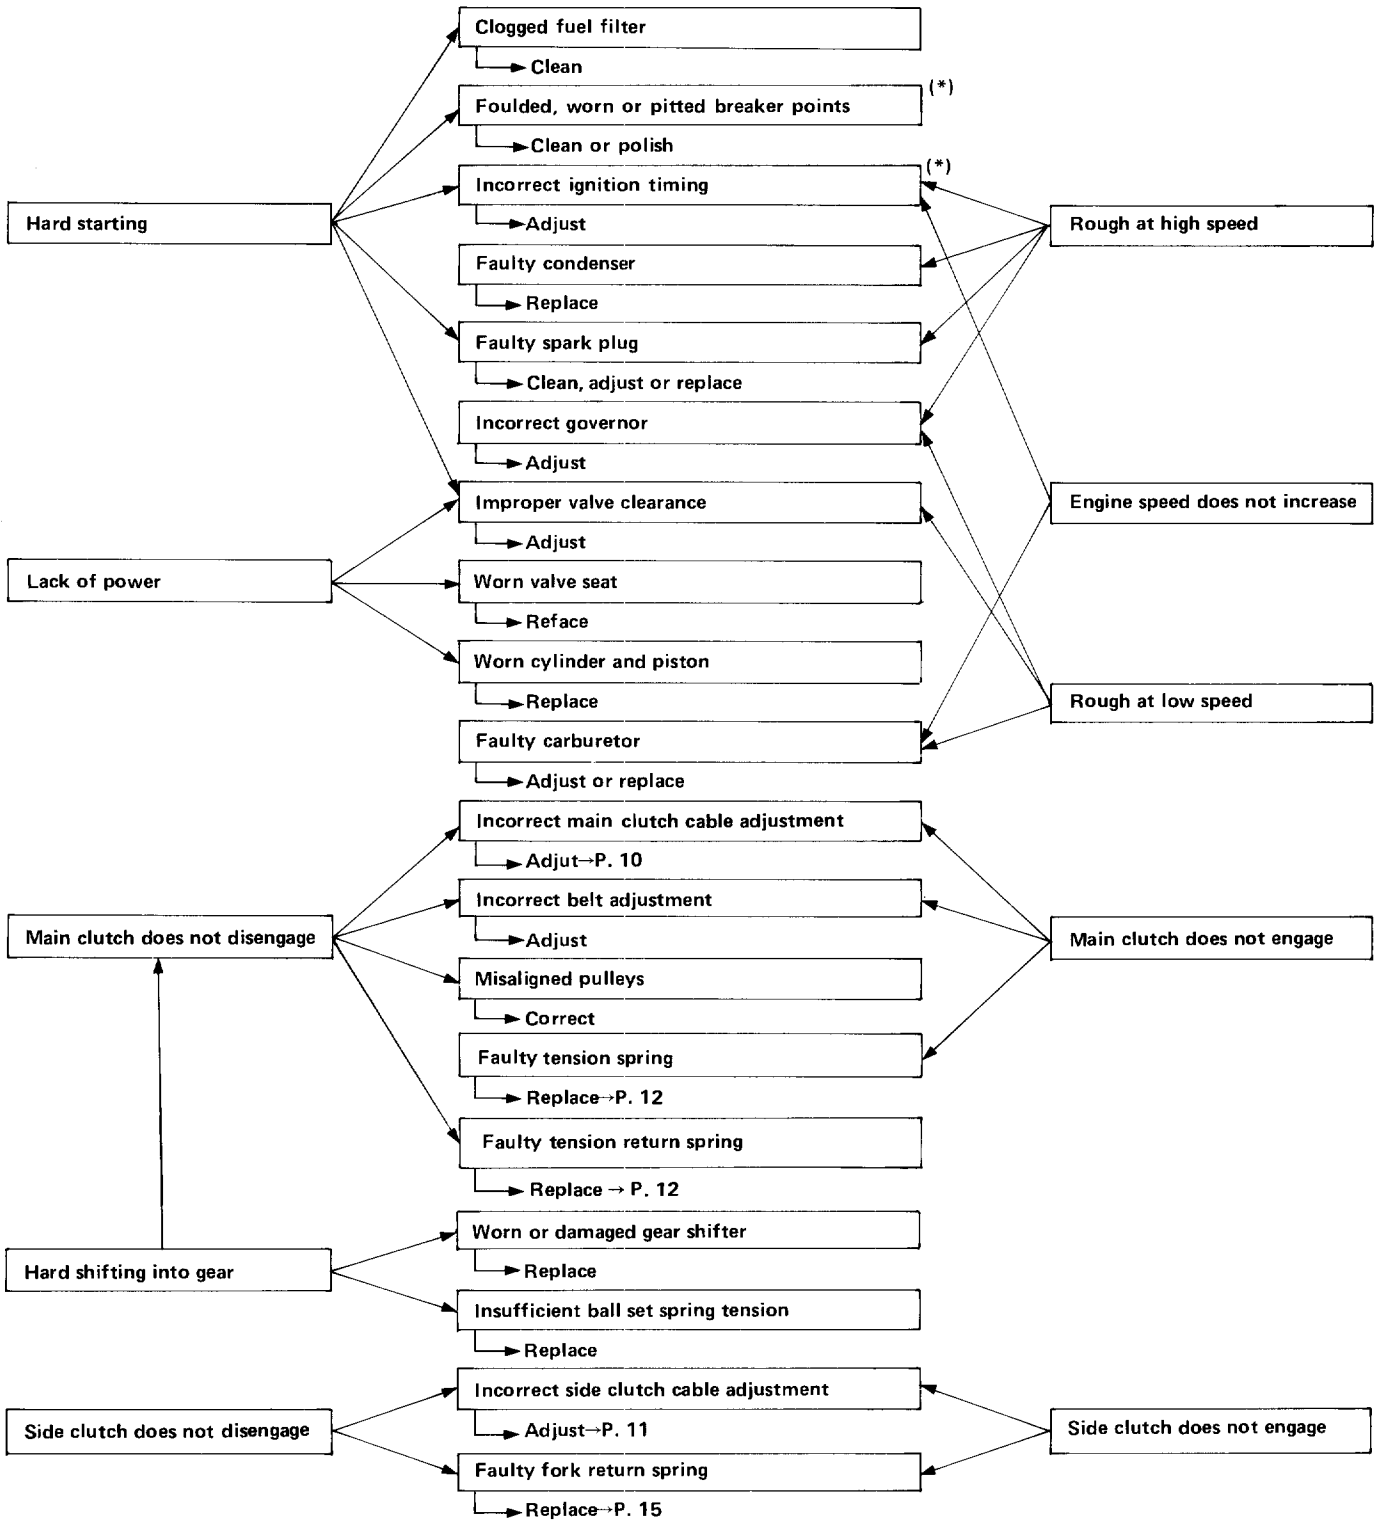 Clogged fuel filter
Clean
Foulded, worn or pitted breaker points (*)
Clean or polish
Incorrect ignition timing (*)
Hard starting
Adjust
Rough at high speed
Faulty condenser
Replace
Faulty spark plug
Clean, adjust or replace
Incorrect governor
Adjust
Improper valve clearance
Engine speed does not increase
Adjust
Lack of power
Worn valve seat
Reface
Worn cylinder and piston
Replace
Rough at low speed
Faulty carburetor
Adjust or replace
Incorrect main clutch cable adjustment
Adjut→P. 10
Incorrect belt adjustment
Main clutch does not disengage
Adjust
Main clutch does not engage
Misaligned pulleys
Correct
Faulty tension spring
Replace→P. 12
Faulty tension return spring
Replace → P. 12
Worn or damaged gear shifter
Hard shifting into gear
Replace
Insufficient ball set spring tension
Replace
Incorrect side clutch cable adjustment
Side clutch does not disengage
Adjust→P. 11
Side clutch does not engage
Faulty fork return spring
Replace→P. 15